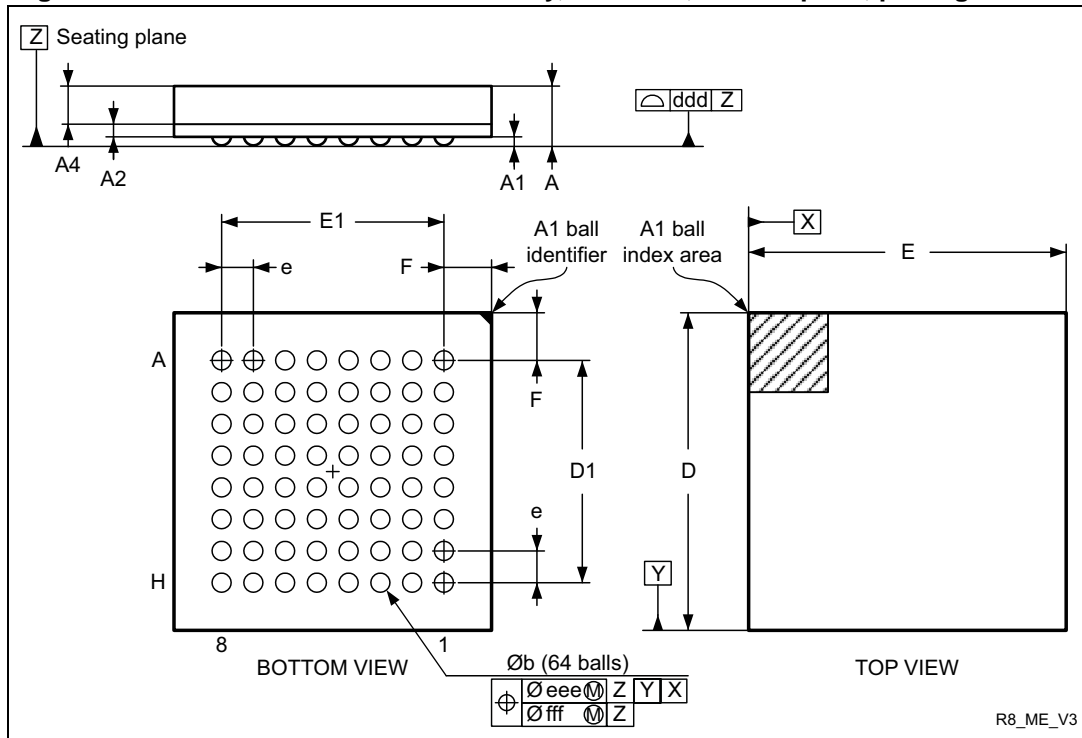 Z Seating plane
ddd Z
A4
A2
A1 A
E1
A1 ball identifier
A1 ball index area
X
e
F
E
A
F
D1
D
e
H
Y
8
1
BOTTOM VIEW
Øb (64 balls)
TOP VIEW
Ø eee Ⓜ Z Y X
Ø fff Ⓜ Z
R8_ME_V3